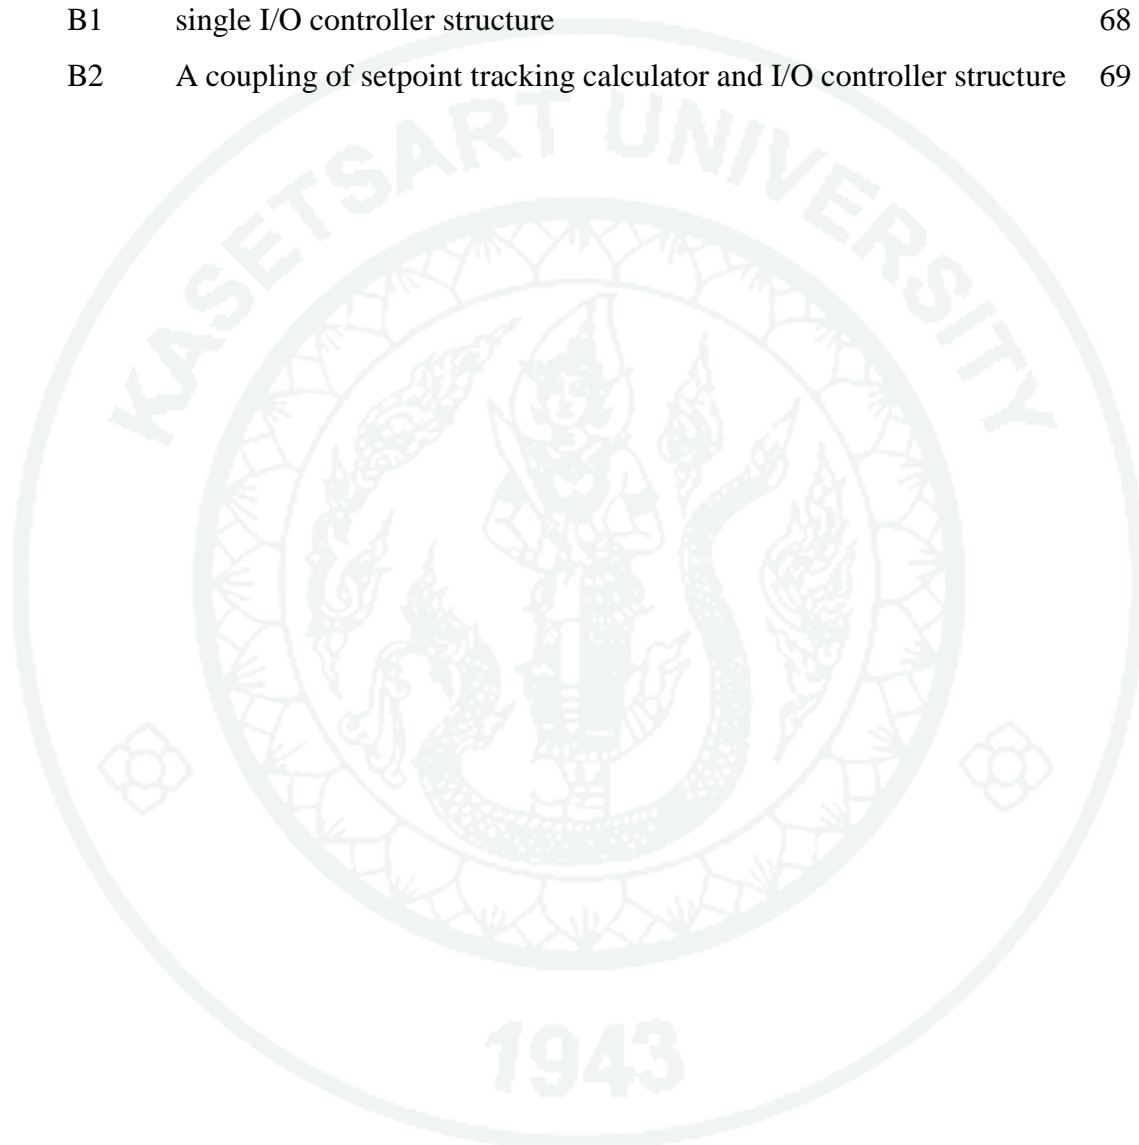 B1 single I/O controller structure 68
B2 A coupling of setpoint tracking calculator and I/O controller structure 69
KASETSART UNIVERSITY
1943